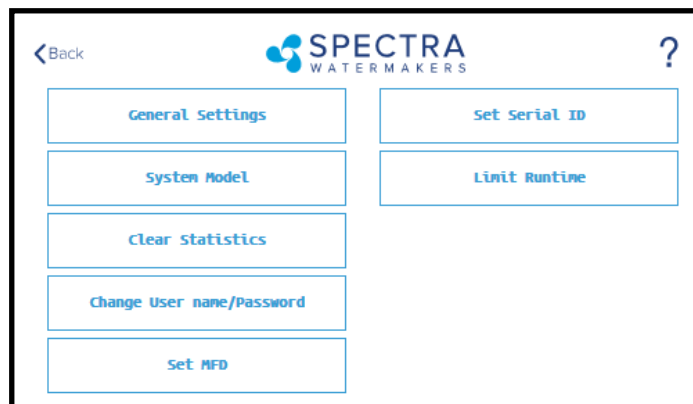 Back
SPECTRA
WATERMAKERS
?
General Settings
Set Serial ID
System Model
Limit Runtime
Clear Statistics
Change User name/Password
Set MFD